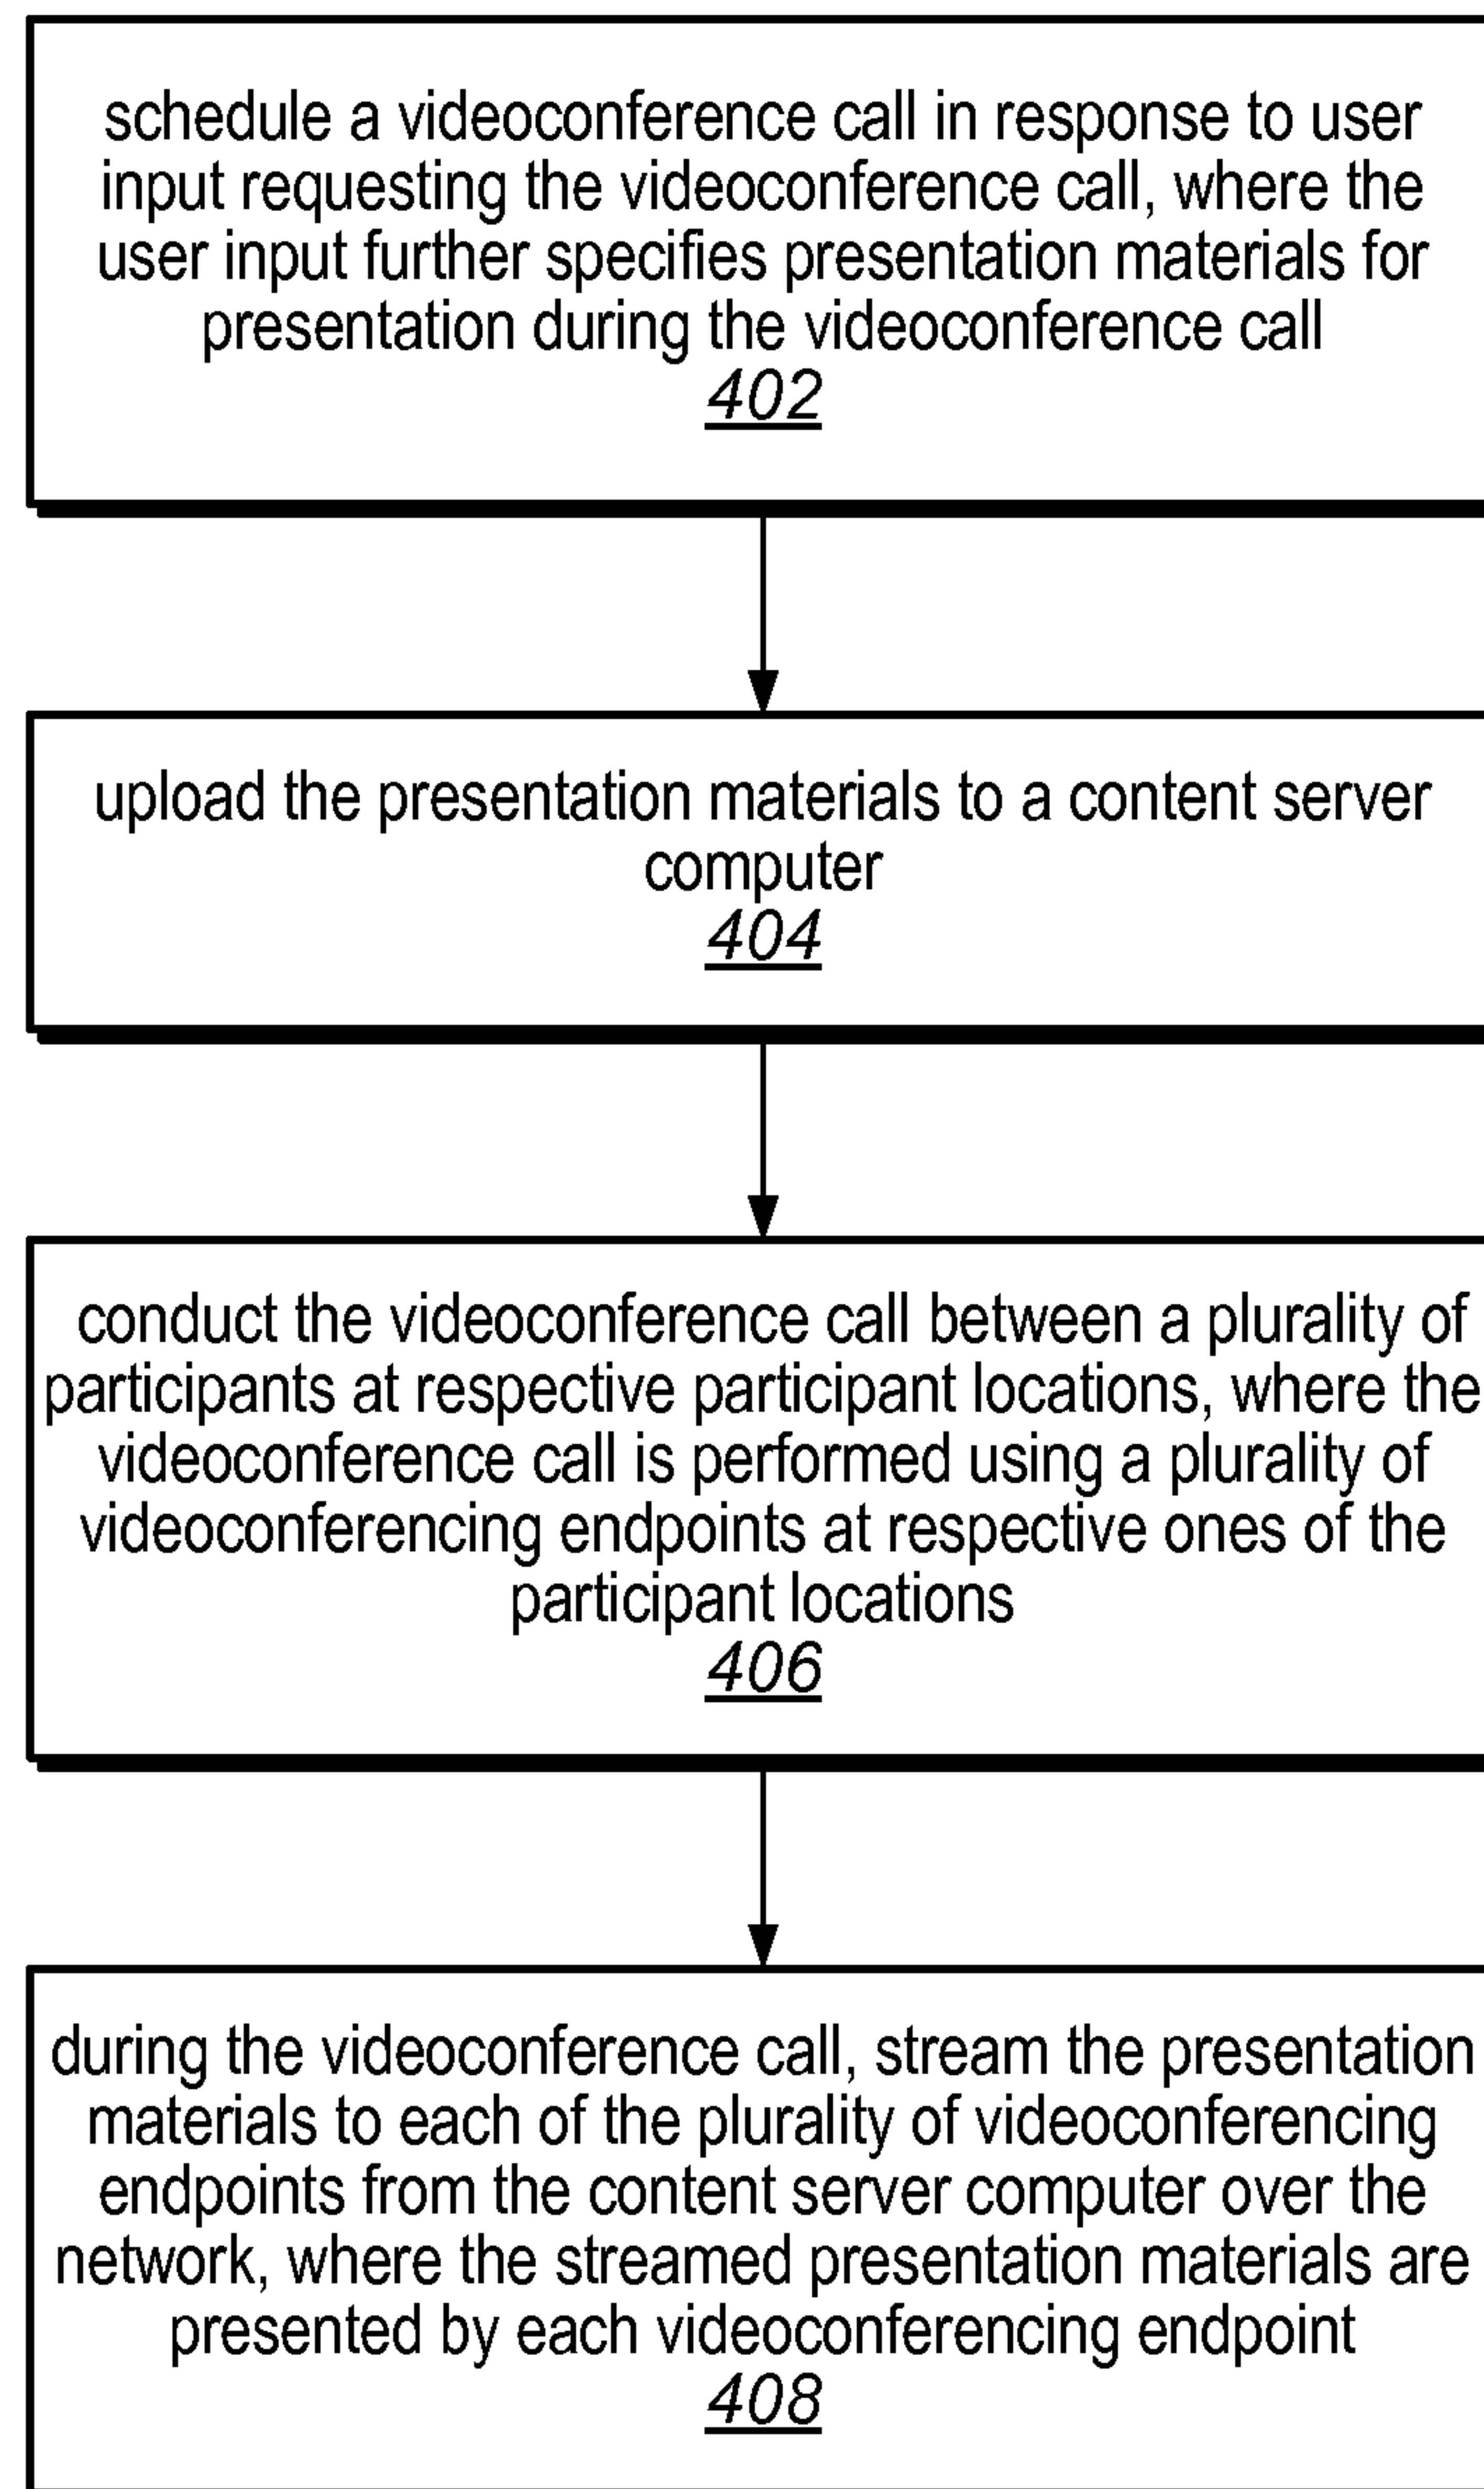 schedule a videoconference call in response to user
input requesting the videoconference call, where the
user input further specifies presentation materials for
presentation during the videoconference call
402
upload the presentation materials to a content server
computer
404
conduct the videoconference call between a plurality of
participants at respective participant locations, where the
videoconference call is performed using a plurality of
videoconferencing endpoints at respective ones of the
participant locations
406
during the videoconference call, stream the presentation
materials to each of the plurality of videoconferencing
endpoints from the content server computer over the
network, where the streamed presentation materials are
presented by each videoconferencing endpoint
408